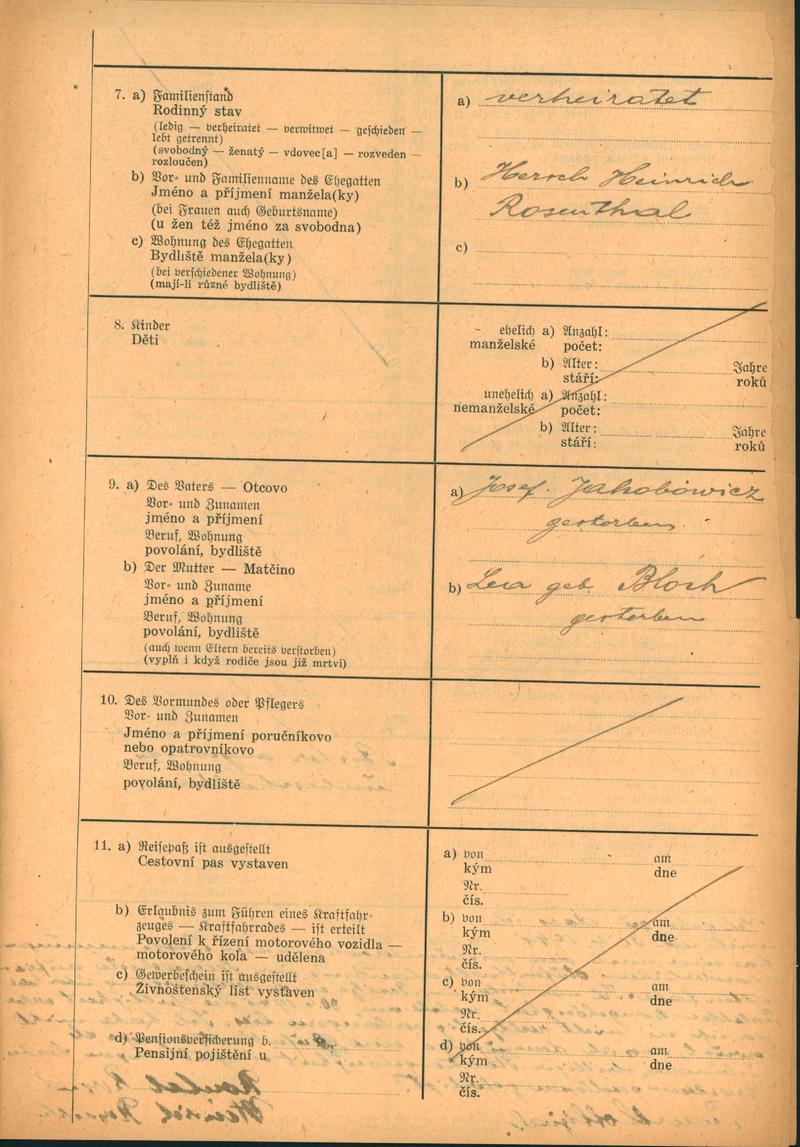 7. a) Familienstand
Rodinný stav
(ledig — verheiratet — verwitwet — geschieden —
lebt getrennt)
(svobodný — ženatý — vdovec[a] — rozveden —
rozloučen)
b) Vor- und Familienname des Ehegatten
Jméno a příjmení manžela(ky)
(bei Frauen auch Geburtsname)
(u žen též jméno za svobodna)
c) Wohnung des Ehegatten
Bydliště manžela(ky)
(bei verschiedener Wohnung)
(mají-li různé bydliště)
a) verheiratet
b) Hersch Heinrich
Rosenthal
c)
8. Kinder
Děti
ehelich a) Anzahl:
manželské počet:
b) Alter: Jahre
stáří: roků
unehelich a) Anzahl:
nemanželské počet:
b) Alter: Jahre
stáří: roků
9. a) Des Vaters — Otcovo
Vor- und Zunamen
jméno a příjmení
Beruf, Wohnung
povolání, bydliště
b) Der Mutter — Matčino
Vor- und Zuname
jméno a příjmení
Beruf, Wohnung
povolání, bydliště
(auch wenn Eltern bereits verstorben)
(vyplň i když rodiče jsou již mrtvi)
a) Josef Jakobowicz
gestorben
b) Lea geb. Bloch
gestorben
10. Des Vormundes oder Pflegers
Vor- und Zunamen
Jméno a příjmení poručníkovo
nebo opatrovníkovo
Beruf, Wohnung
povolání, bydliště
11. a) Reisepaß ist ausgestellt
Cestovní pas vystaven
b) Erlaubnis zum Führen eines Kraftfahr-
zeuges — Kraftfahrrades — ist erteilt
Povolení k řízení motorového vozidla —
motorového kola — udělena
c) Gewerbeschein ist ausgestellt
Živnostenský list vystaven
d) Pensionsversicherung b.
Pensijní pojištění u
a) von am
kým dne
Nr.
čís.
b) von am
kým dne
Nr.
čís.
c) von am
kým dne
Nr.
čís.
d) von am
kým dne
Nr.
čís.